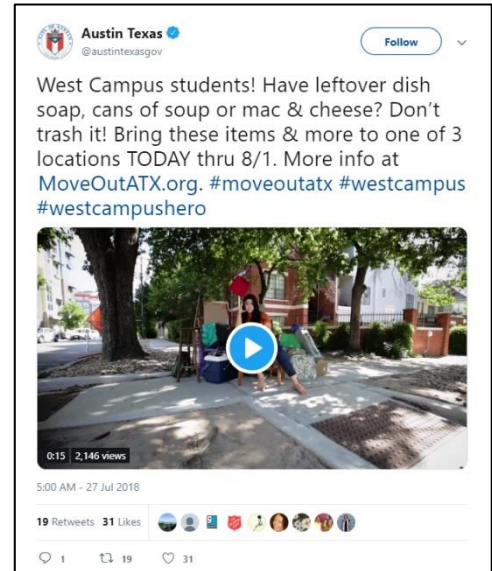 Austin Texas
@austintexasgov
Follow
West Campus students! Have leftover dish
soap, cans of soup or mac & cheese? Don't
trash it! Bring these items & more to one of 3
locations TODAY thru 8/1. More info at
MoveOutATX.org. #moveoutatx #westcampus
#westcampushero
0:15 2,146 views
5:00 AM - 27 Jul 2018
19 Retweets 31 Likes
1 19 31